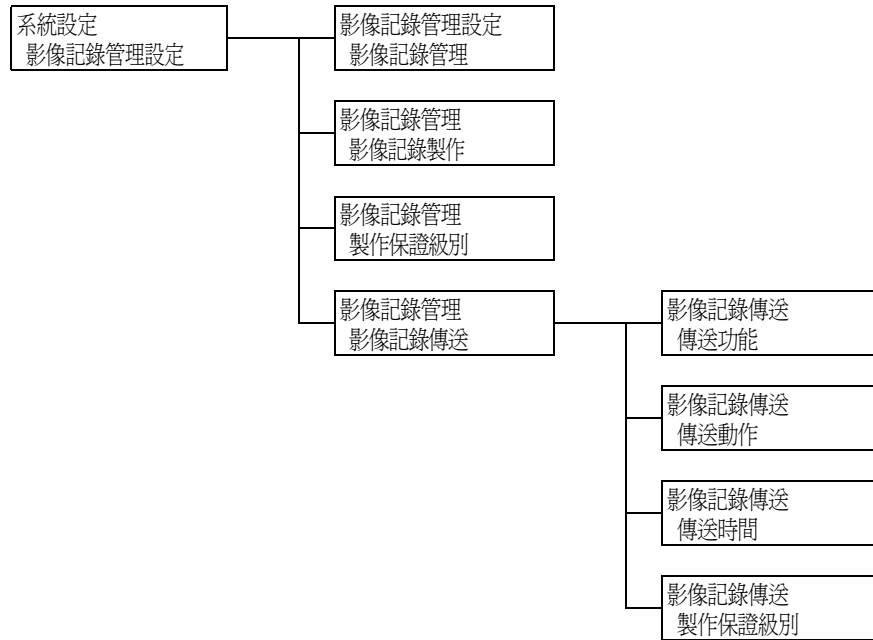 系統設定
影像記錄管理設定
影像記錄管理設定
影像記錄管理
影像記錄管理
影像記錄製作
影像記錄管理
製作保證級別
影像記錄管理
影像記錄傳送
影像記錄傳送
傳送功能
影像記錄傳送
傳送動作
影像記錄傳送
傳送時間
影像記錄傳送
製作保證級別